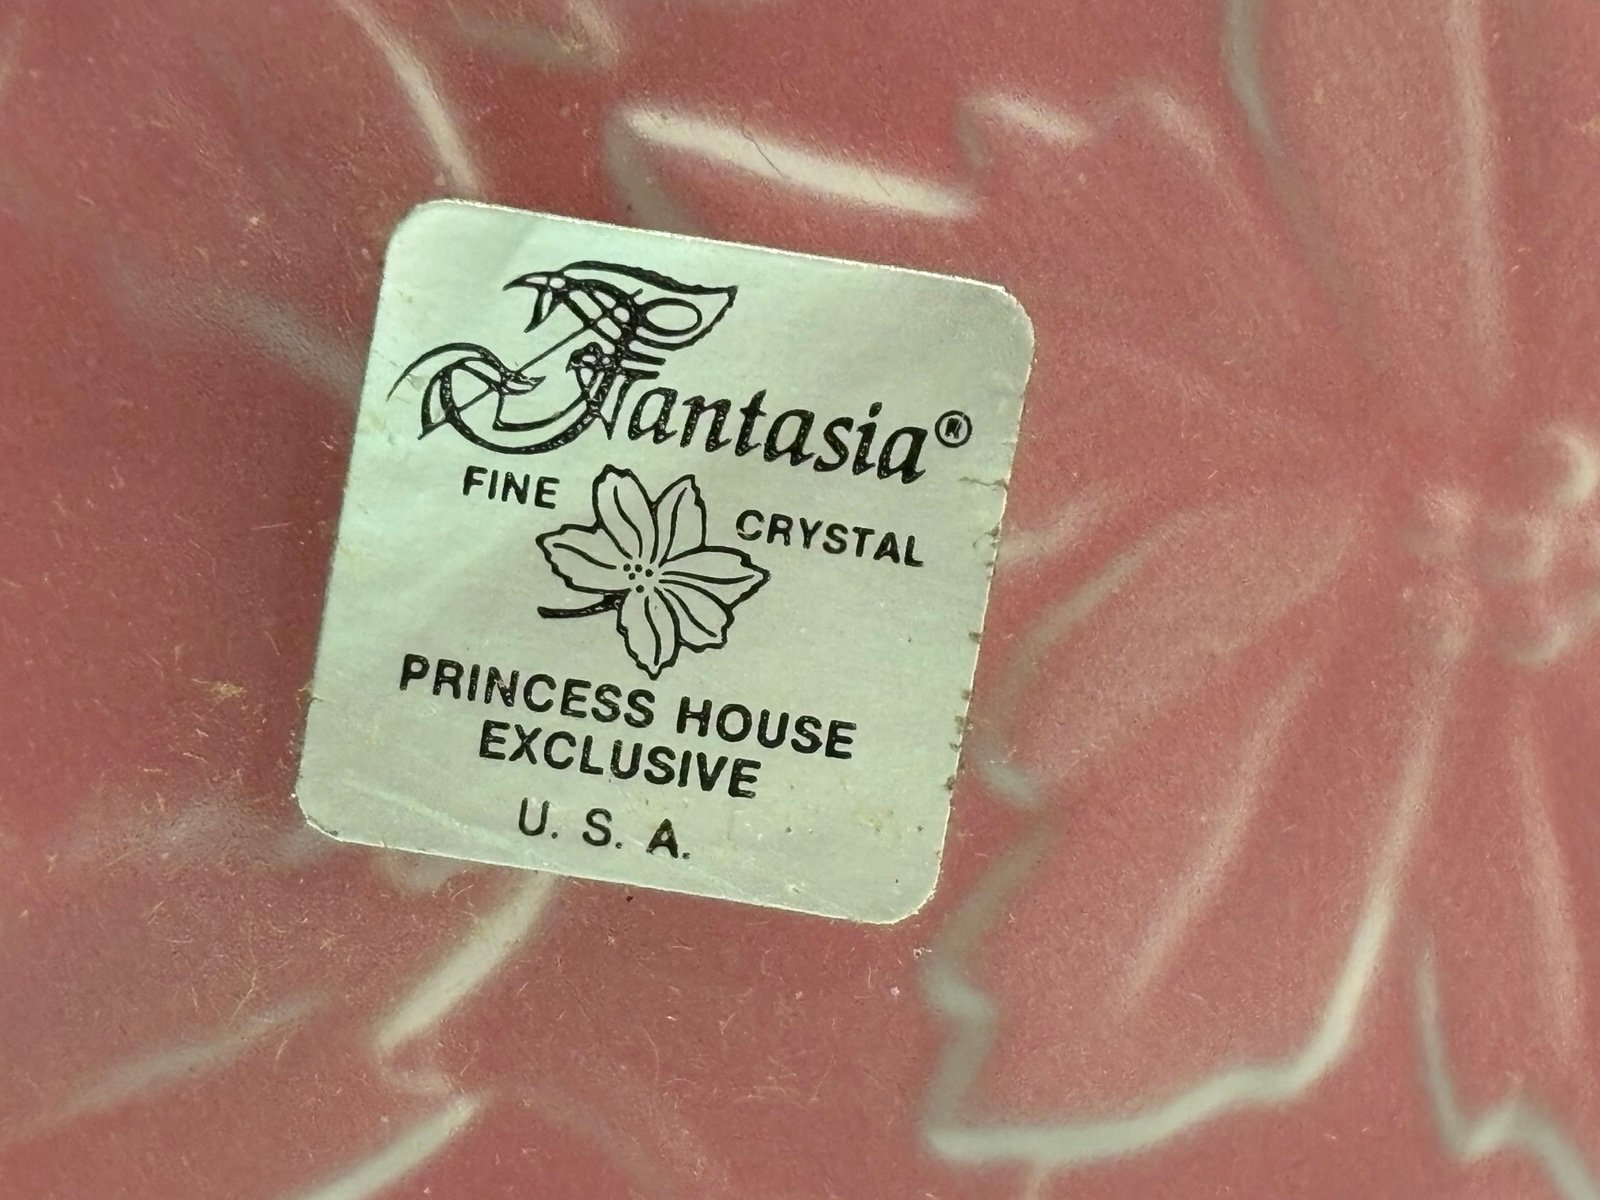 Fantasia®
FINE CRYSTAL
PRINCESS HOUSE
EXCLUSIVE
U. S. A.